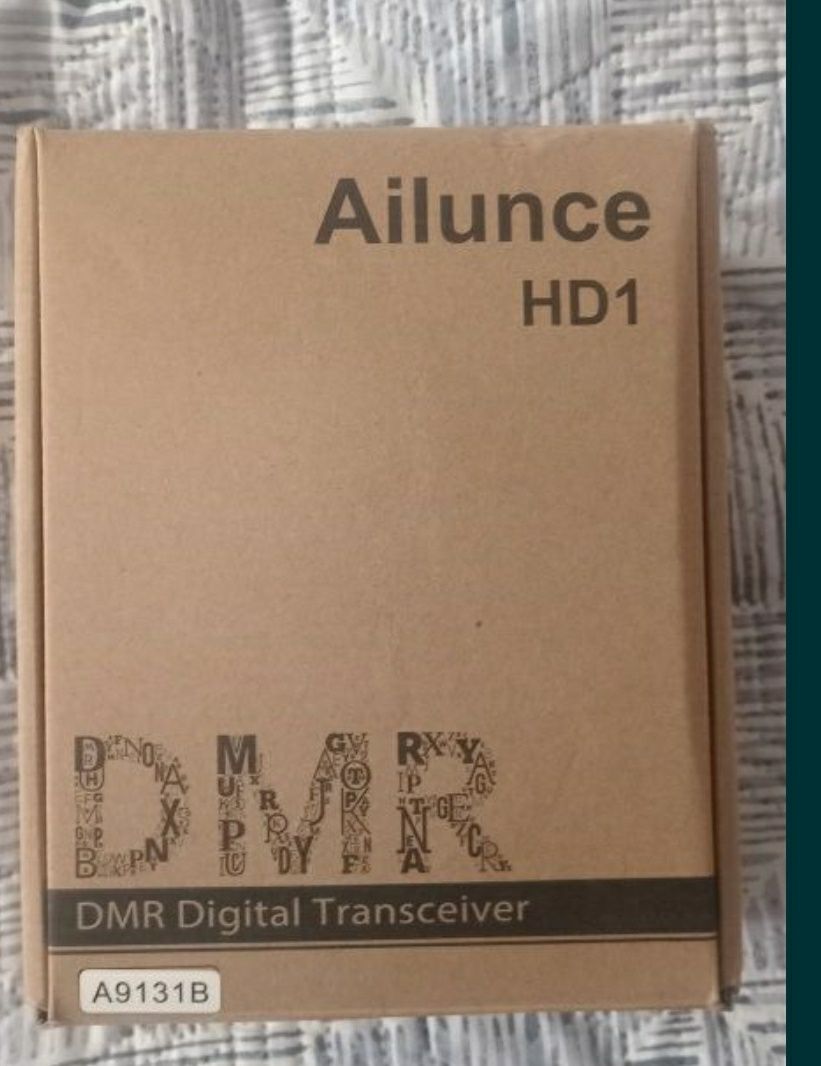 Ailunce
HD1
DMR
DMR Digital Transceiver
A9131B